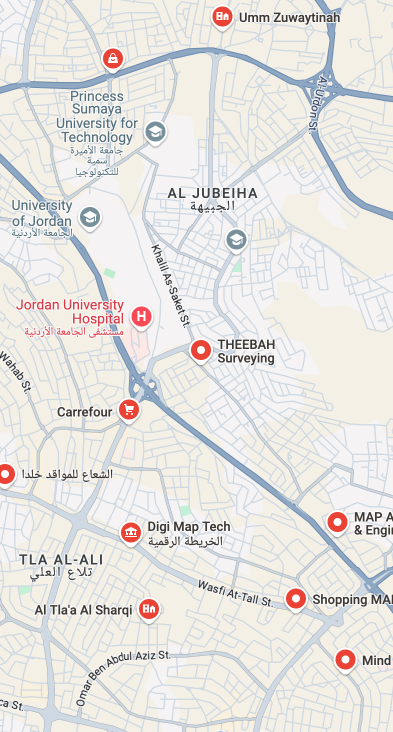 Umm Zuwaytinah
Al Urdon St.
Princess
Sumaya
University for
Technology
جامعة الأميرة
سمية
للتكنولوجيا
AL JUBEIHA
الجبيهة
University
of Jordan
الجامعة الأردنية
Khalil As-Saket St.
Jordan University
Hospital
مستشفى الجامعة الأردنية
THEEBAH
Surveying
Wahab St.
Carrefour
الشعاع للمواقد خلدا
MAP A
& Engi
Digi Map Tech
الخريطة الرقمية
TLA AL-ALI
تلاع العلي
Wasfi At-Tall St.
Shopping MAl
Al Tla'a Al Sharqi
Omar Ben Abdul Aziz St.
Mind
ca St.